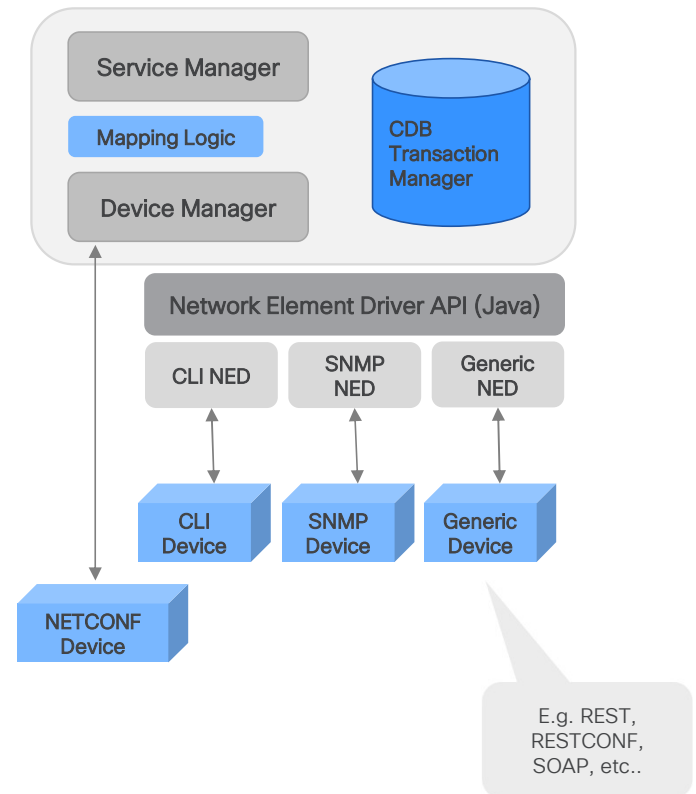 Service Manager
Mapping Logic
Device Manager
CDB
Transaction
Manager
Network Element Driver API (Java)
CLI NED
SNMP
NED
Generic
NED
CLI
Device
SNMP
Device
Generic
Device
NETCONF
Device
E.g. REST,
RESTCONF,
SOAP, etc..